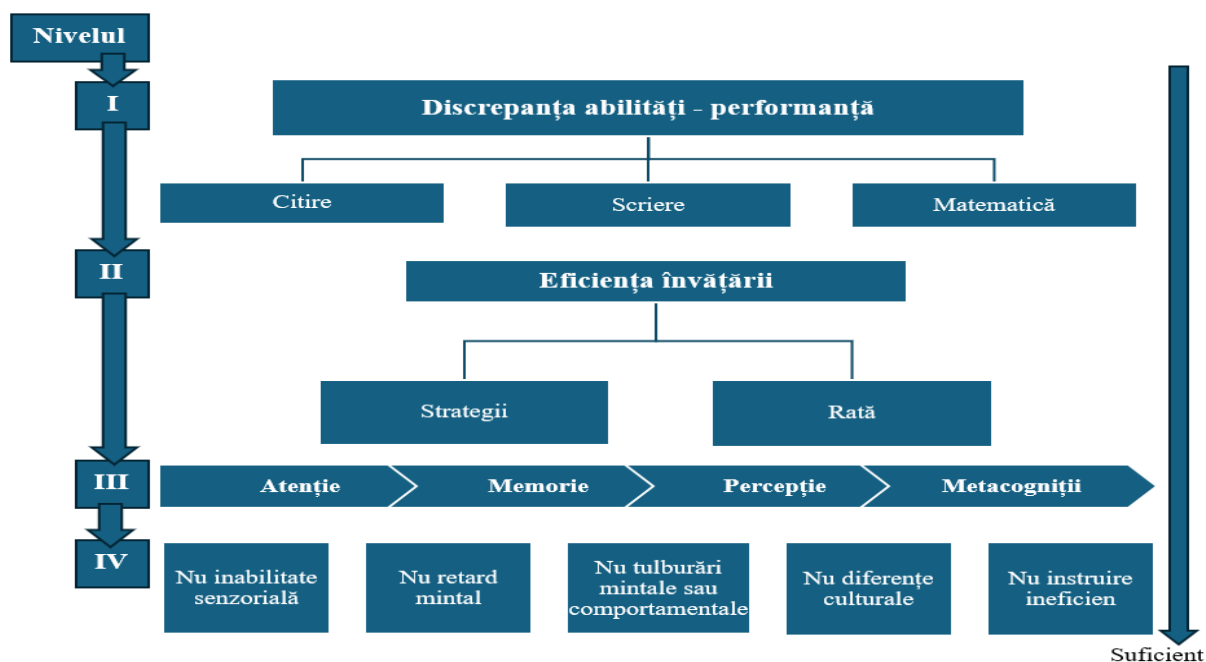 Nivelul
I
Discrepanța abilități - performanță
Citire
Scriere
Matematică
II
Eficiența învățării
Strategii
Rată
III
Atenție
Memorie
Percepție
Metacogniții
IV
Nu inabilitate
senzorială
Nu retard
mintal
Nu tulburări
mintale sau
comportamentale
Nu diferențe
culturale
Nu instruire
ineficien
Suficient